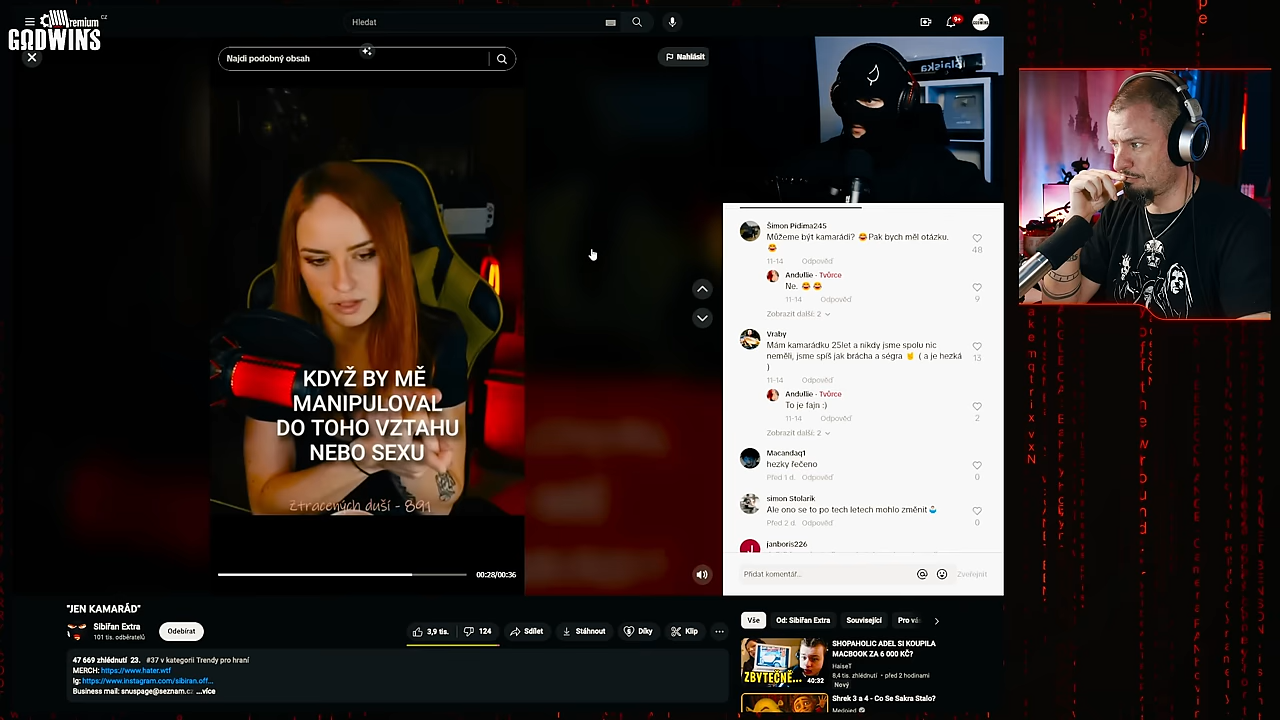 Premium CZ
GODWINS
Hledat
9+
Najdi podobný obsah
Nahlásit
KDYŽ BY MĚ
MANIPULOVAL
DO TOHO VZTAHU
NEBO SEXU
Ztracených duší - 891
00:28/00:36
Šimon Pidima245
Můžeme být kamarádi? 😂Pak bych měl otázku.
😂
11-14 Odpověď
48
Andullie · Tvůrce
Ne. 😂 😂
11-14 Odpověď
9
Zobrazit další: 2
Vraby
Mám kamarádku 25let a nikdy jsme spolu nic
neměli, jsme spíš jak brácha a ségra 🤘 ( a je hezká
)
11-14 Odpověď
13
Andullie · Tvůrce
To je fajn :)
11-14 Odpověď
2
Zobrazit další: 2
Macandaq1
hezky řečeno
Před 1 d. Odpověď
0
simon Stolarik
Ale ono se to po tech letech mohlo změnit
Před 2 d. Odpověď
0
janboris226
Přidat komentář...
Zveřejnit
"JEN KAMARÁD"
Sibiřan Extra
101 tis. odběratelů
Odebírat
3,9 tis.
124
Sdílet
Stáhnout
Díky
Klip
47 669 zhlédnutí 23. #37 v kategorii Trendy pro hraní
MERCH: https://www.hater.wtf
Ig: https://www.instagram.com/sibiran.off...
Business mail: snuspage@seznam.cz ...více
Vše
Od: Sibiřan Extra
Související
SHOPAHOLIC ADEL SI KOUPILA
MACBOOK ZA 6 000 KČ?
HaiseT
8,4 tis. zhlédnutí · před 2 hodinami
Nový
ZBYTEČNÉ...
40:32
Shrek 3 a 4 - Co Se Sakra Stalo?
Medojed